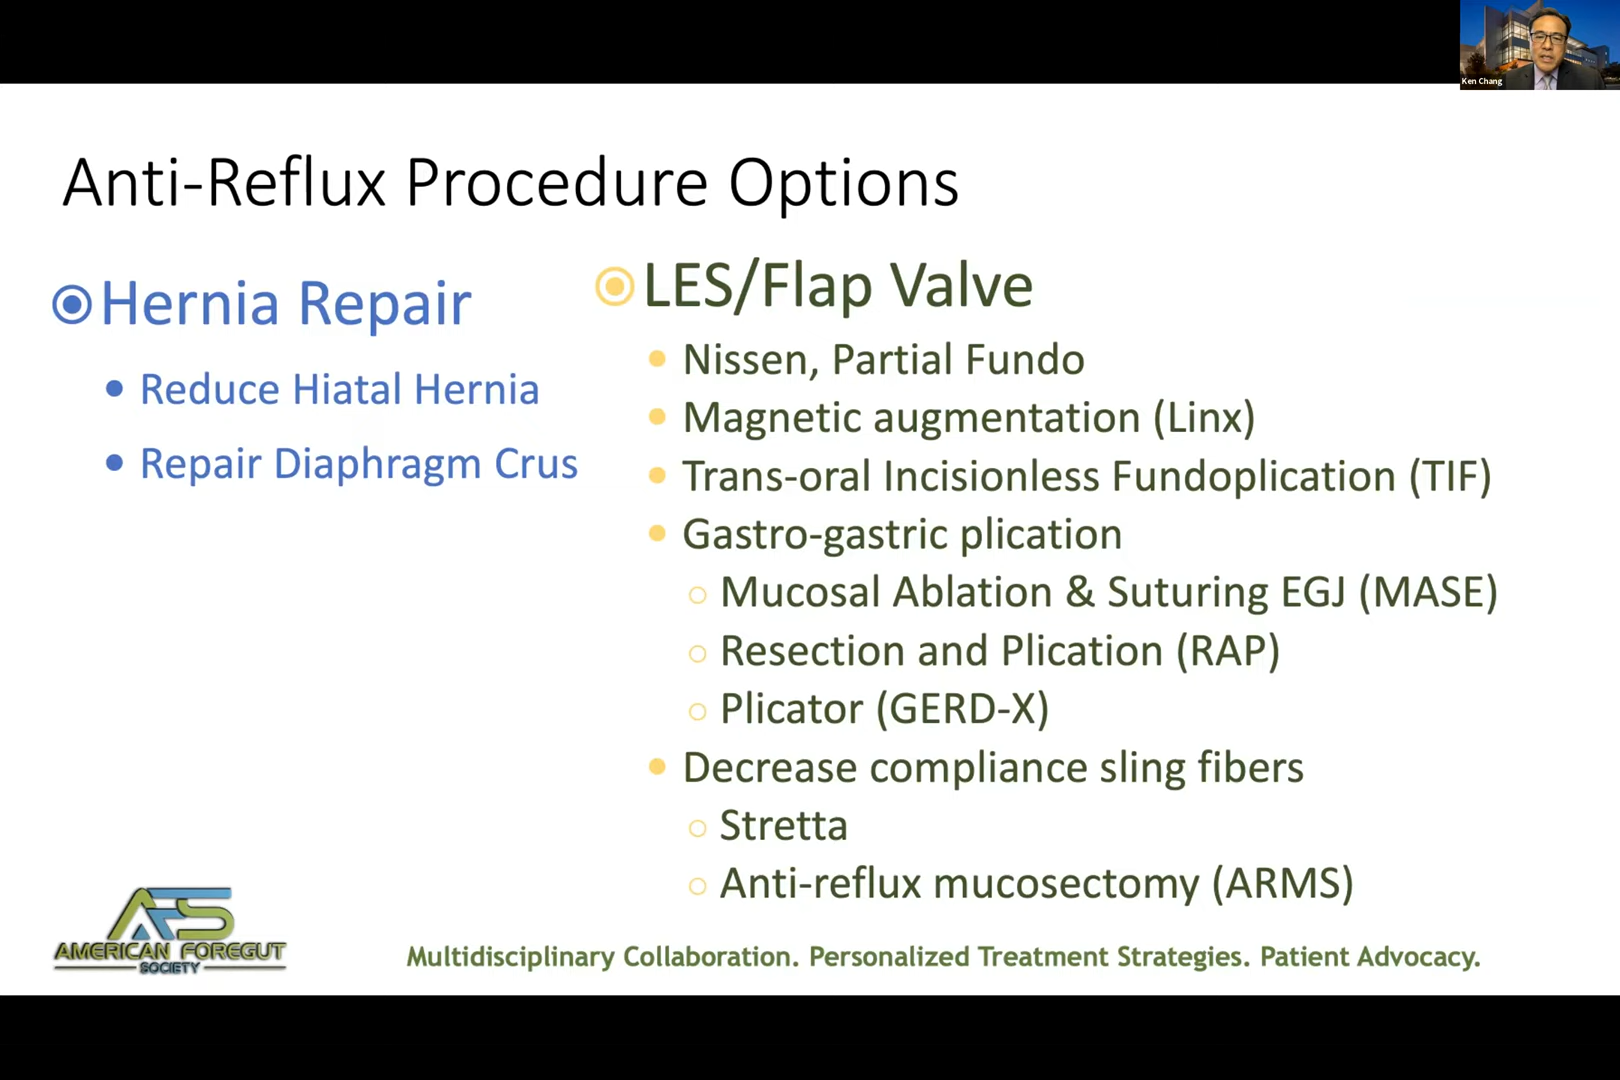 Ken Chang
Anti-Reflux Procedure Options
Hernia Repair
Reduce Hiatal Hernia
Repair Diaphragm Crus
LES/Flap Valve
Nissen, Partial Fundo
Magnetic augmentation (Linx)
Trans-oral Incisionless Fundoplication (TIF)
Gastro-gastric plication
Mucosal Ablation & Suturing EGJ (MASE)
Resection and Plication (RAP)
Plicator (GERD-X)
Decrease compliance sling fibers
Stretta
Anti-reflux mucosectomy (ARMS)
AFS
AMERICAN FOREGUT
SOCIETY
Multidisciplinary Collaboration. Personalized Treatment Strategies. Patient Advocacy.